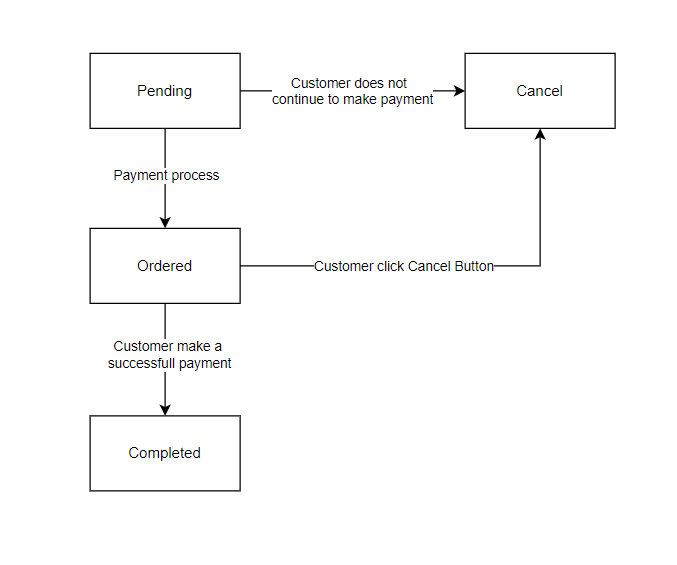 Pending
Customer does not
continue to make payment
Cancel
Payment process
Ordered
Customer click Cancel Button
Customer make a
successfull payment
Completed